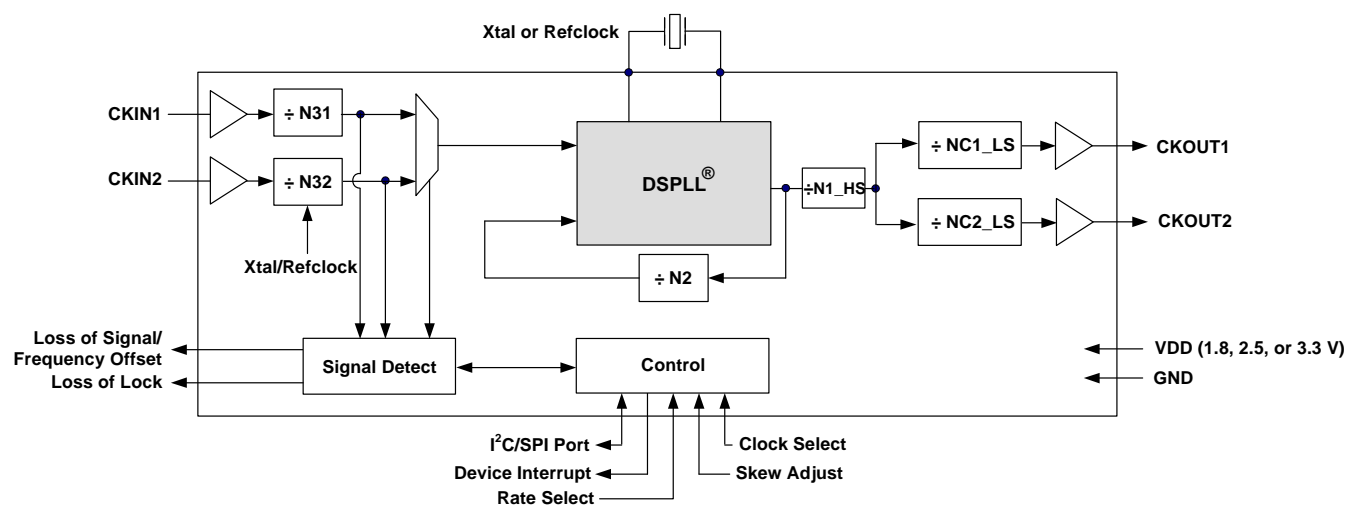 Xtal or Refclock
CKIN1
÷ N31
CKIN2
÷ N32
Xtal/Refclock
DSPLL®
÷N1_HS
÷ NC1_LS
CKOUT1
÷ NC2_LS
CKOUT2
÷ N2
Loss of Signal/
Frequency Offset
Loss of Lock
Signal Detect
Control
VDD (1.8, 2.5, or 3.3 V)
GND
I²C/SPI Port
Device Interrupt
Rate Select
Clock Select
Skew Adjust